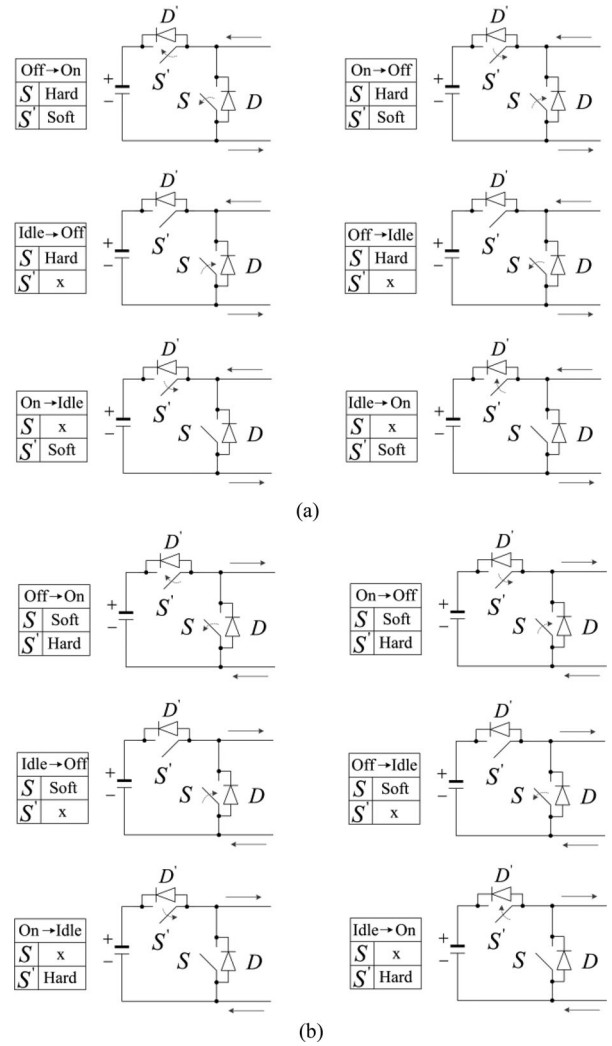 Off→On
S Hard
S' Soft
+
−
D'
S'
S
D
On→Off
S Hard
S' Soft
+
−
D'
S'
S
D
Idle→Off
S Hard
S' x
+
−
D'
S'
S
D
Off→Idle
S Hard
S' x
+
−
D'
S'
S
D
On→Idle
S x
S' Soft
+
−
D'
S'
S
D
Idle→On
S x
S' Soft
+
−
D'
S'
S
D
(a)
Off→On
S Soft
S' Hard
+
−
D'
S'
S
D
On→Off
S Soft
S' Hard
+
−
D'
S'
S
D
Idle→Off
S Soft
S' x
+
−
D'
S'
S
D
Off→Idle
S Soft
S' x
+
−
D'
S'
S
D
On→Idle
S x
S' Hard
+
−
D'
S'
S
D
Idle→On
S x
S' Hard
+
−
D'
S'
S
D
(b)